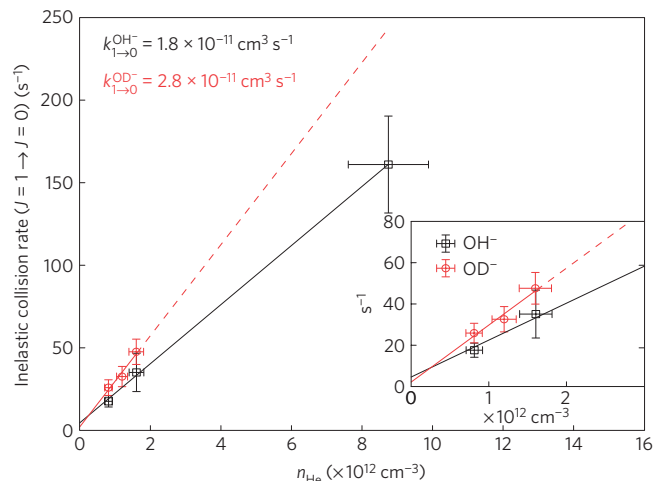 250
200
150
100
50
0
Inelastic collision rate (J = 1 → J = 0) (s⁻¹)
k₁→₀^OH⁻ = 1.8 × 10⁻¹¹ cm³ s⁻¹
k₁→₀^OD⁻ = 2.8 × 10⁻¹¹ cm³ s⁻¹
80
60
40
20
0
s⁻¹
OH⁻
OD⁻
0 1 2
×10¹² cm⁻³
0 2 4 6 8 10 12 14 16
n_He (×10¹² cm⁻³)